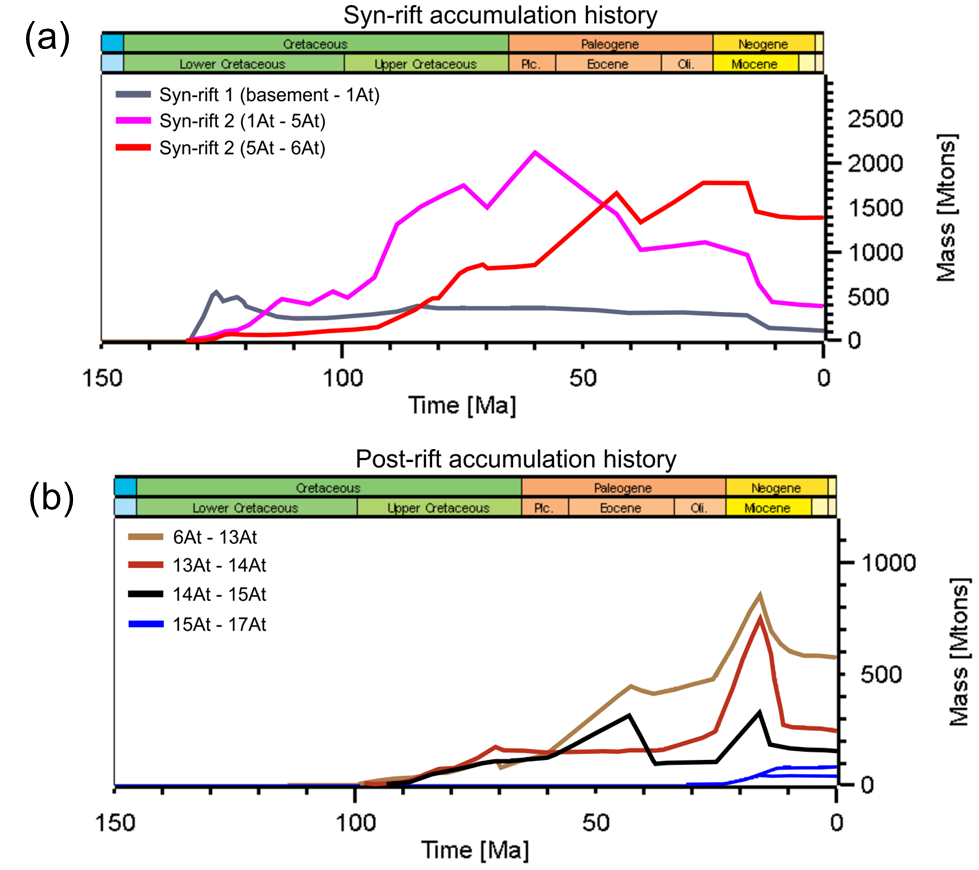 (a)
Syn-rift accumulation history
Cretaceous Paleogene Neogene
Lower Cretaceous Upper Cretaceous Plc. Eocene Oli. Miocene
Syn-rift 1 (basement - 1At)
Syn-rift 2 (1At - 5At)
Syn-rift 2 (5At - 6At)
2500
2000
1500
1000
500
0
Mass [Mtons]
150 100 50 0
Time [Ma]
(b)
Post-rift accumulation history
Cretaceous Paleogene Neogene
Lower Cretaceous Upper Cretaceous Plc. Eocene Oli. Miocene
6At - 13At
13At - 14At
14At - 15At
15At - 17At
1000
500
0
Mass [Mtons]
150 100 50 0
Time [Ma]